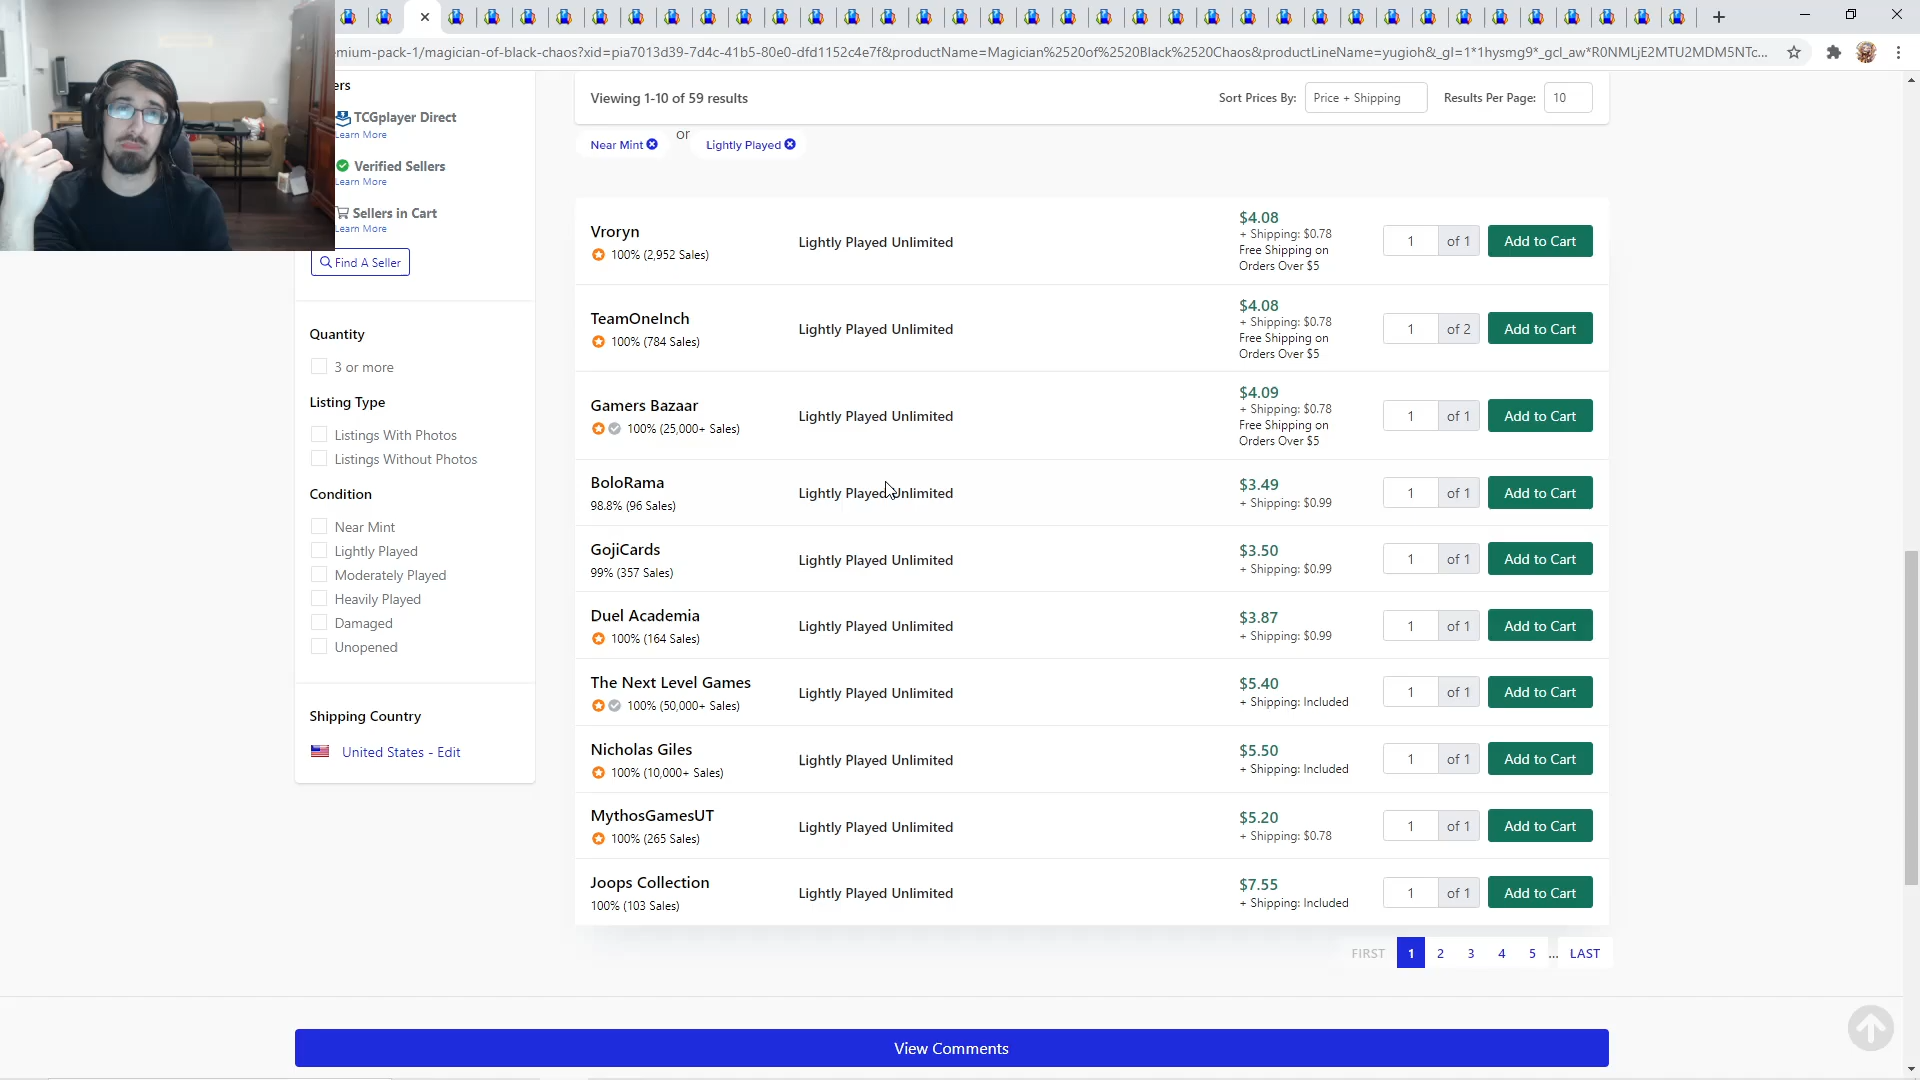 emium-pack-1/magician-of-black-chaos?xid=pia7013d39-7d4c-41b5-80e0-dfd1152c4e7f&productName=Magician%2520of%2520Black%2520Chaos&productLineName=yugioh&_gl=1*1hysmg9*_gcl_aw*R0NMLjE2MTU2MDM5NTc...
ers
TCGplayer Direct
Learn More
Verified Sellers
Learn More
Sellers in Cart
Learn More
Find A Seller
Quantity
3 or more
Listing Type
Listings With Photos
Listings Without Photos
Condition
Near Mint
Lightly Played
Moderately Played
Heavily Played
Damaged
Unopened
Shipping Country
United States - Edit
Viewing 1-10 of 59 results
Sort Prices By: Price + Shipping Results Per Page: 10
Near Mint or Lightly Played
Vroryn
100% (2,952 Sales)
Lightly Played Unlimited
$4.08
+ Shipping: $0.78
Free Shipping on
Orders Over $5
1 of 1 Add to Cart
TeamOneInch
100% (784 Sales)
Lightly Played Unlimited
$4.08
+ Shipping: $0.78
Free Shipping on
Orders Over $5
1 of 2 Add to Cart
Gamers Bazaar
100% (25,000+ Sales)
Lightly Played Unlimited
$4.09
+ Shipping: $0.78
Free Shipping on
Orders Over $5
1 of 1 Add to Cart
BoloRama
98.8% (96 Sales)
Lightly Played Unlimited
$3.49
+ Shipping: $0.99
1 of 1 Add to Cart
GojiCards
99% (357 Sales)
Lightly Played Unlimited
$3.50
+ Shipping: $0.99
1 of 1 Add to Cart
Duel Academia
100% (164 Sales)
Lightly Played Unlimited
$3.87
+ Shipping: $0.99
1 of 1 Add to Cart
The Next Level Games
100% (50,000+ Sales)
Lightly Played Unlimited
$5.40
+ Shipping: Included
1 of 1 Add to Cart
Nicholas Giles
100% (10,000+ Sales)
Lightly Played Unlimited
$5.50
+ Shipping: Included
1 of 1 Add to Cart
MythosGamesUT
100% (265 Sales)
Lightly Played Unlimited
$5.20
+ Shipping: $0.78
1 of 1 Add to Cart
Joops Collection
100% (103 Sales)
Lightly Played Unlimited
$7.55
+ Shipping: Included
1 of 1 Add to Cart
FIRST 1 2 3 4 5 ... LAST
View Comments